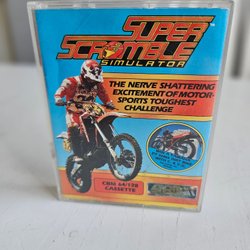 SUPER
SCRAMBLE
SIMULATOR
THE NERVE SHATTERING
EXCITEMENT OF MOTOR-
SPORTS TOUGHEST
CHALLENGE
CBM 64/128
CASSETTE